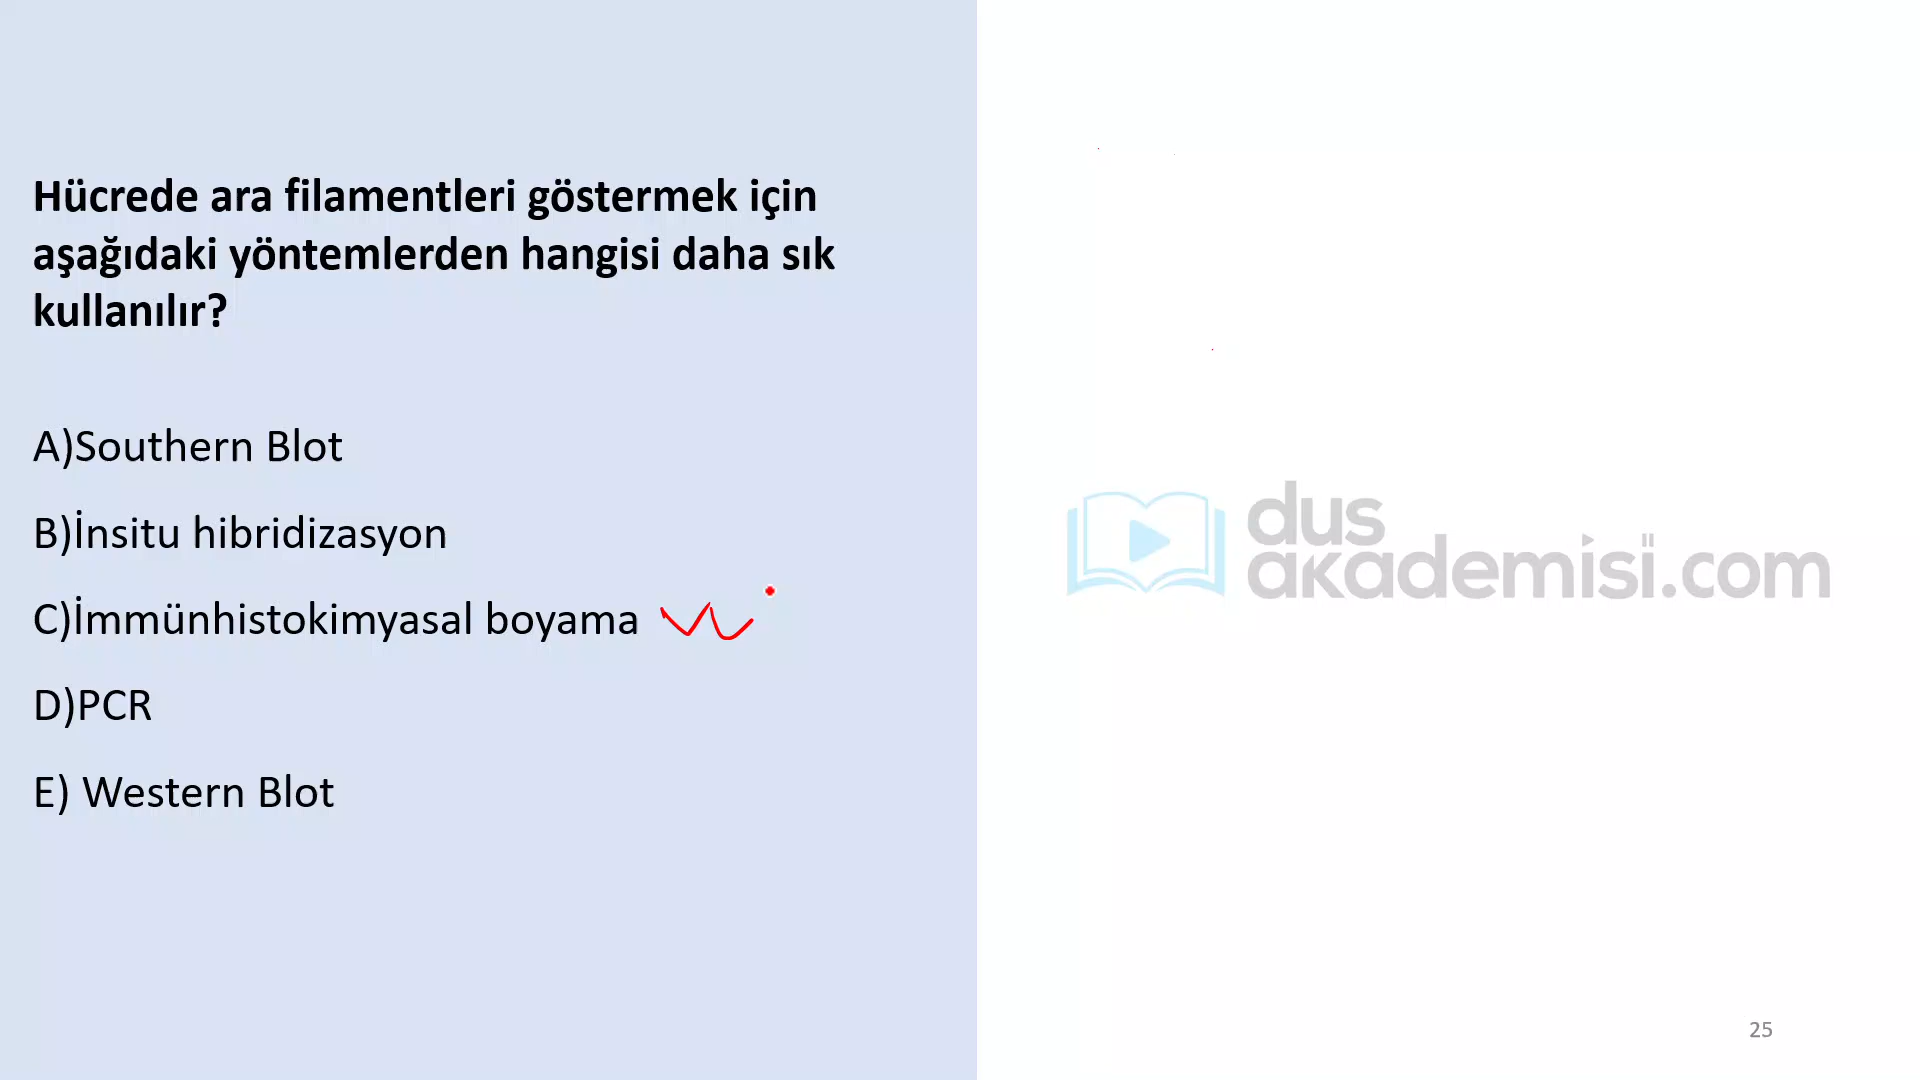 Hücrede ara filamentleri göstermek için
aşağıdaki yöntemlerden hangisi daha sık
kullanılır?
A)Southern Blot
B)İnsitu hibridizasyon
C)İmmünhistokimyasal boyama
D)PCR
E) Western Blot
dus
akademisi.com
25